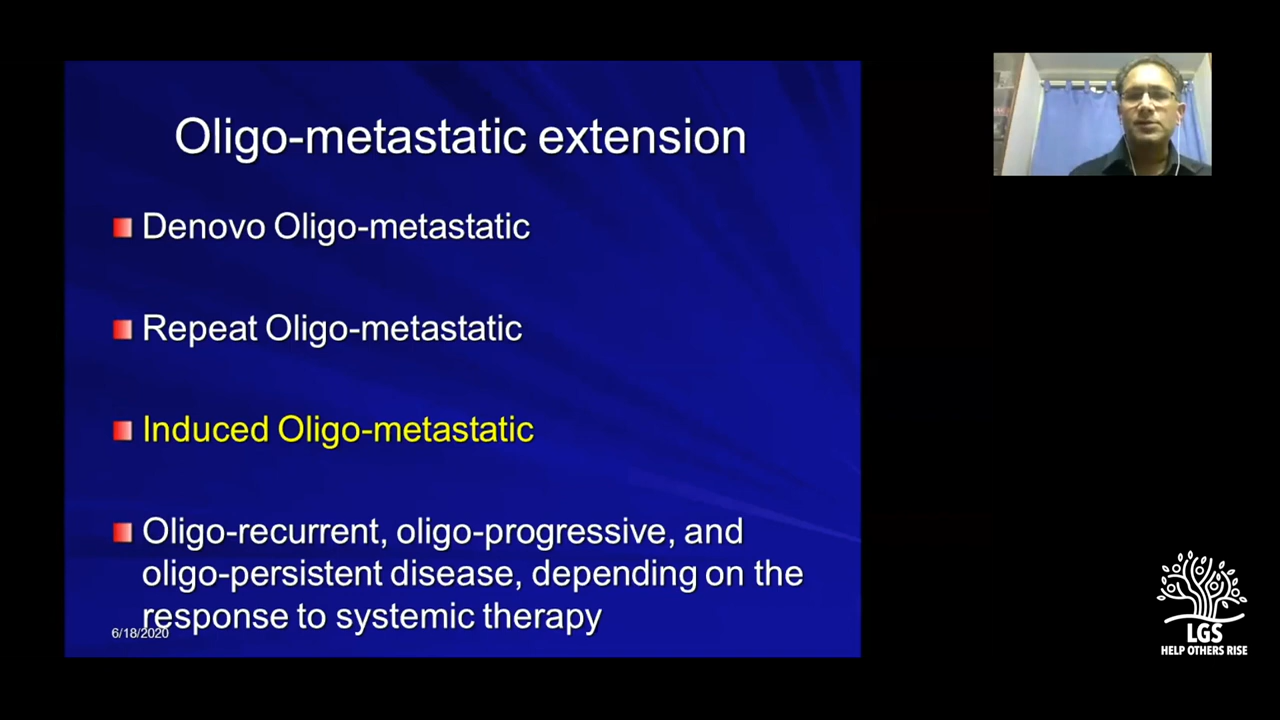 Oligo-metastatic extension
Denovo Oligo-metastatic
Repeat Oligo-metastatic
Induced Oligo-metastatic
Oligo-recurrent, oligo-progressive, and
oligo-persistent disease, depending on the
response to systemic therapy
6/18/2020
LGS
HELP OTHERS RISE